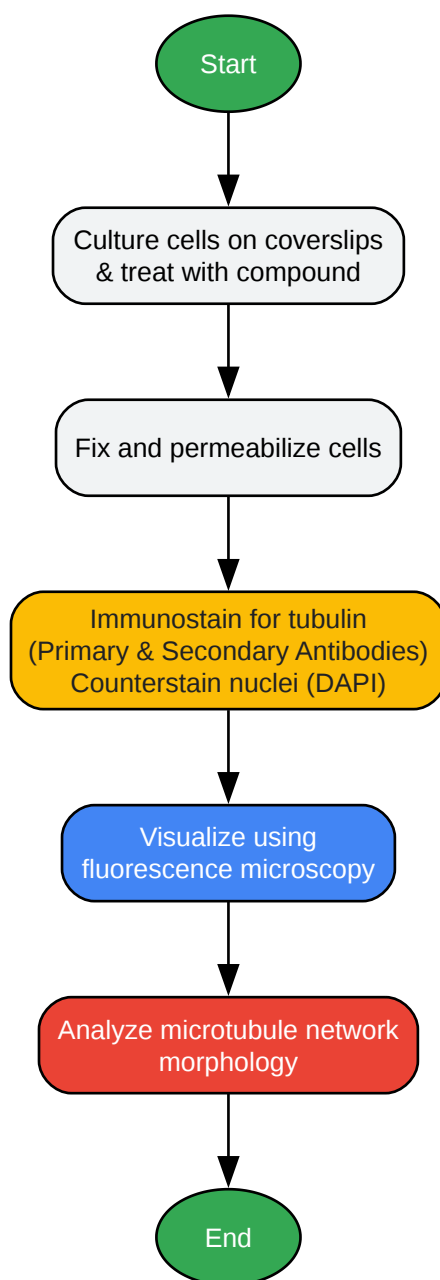 Start
Culture cells on coverslips
& treat with compound
Fix and permeabilize cells
Immunostain for tubulin
(Primary & Secondary Antibodies)
Counterstain nuclei (DAPI)
Visualize using
fluorescence microscopy
Analyze microtubule network
morphology
End